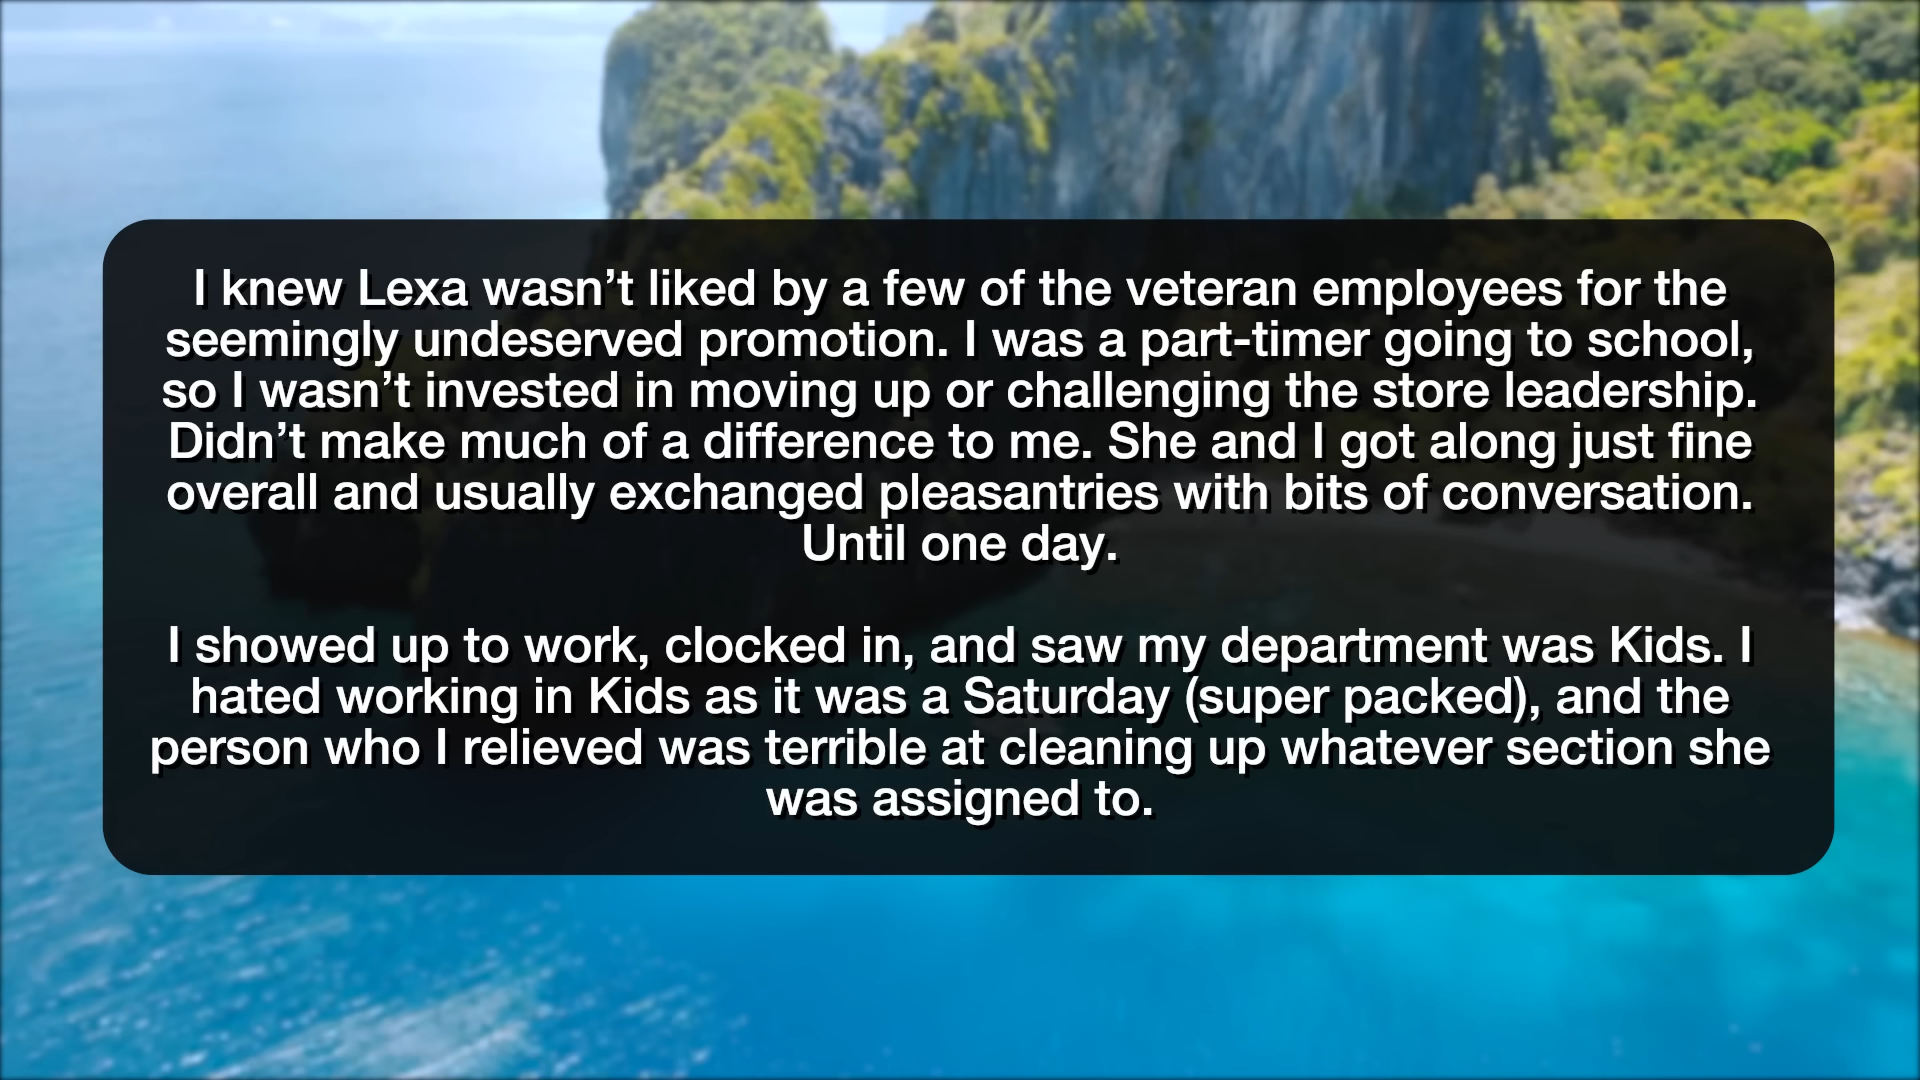 I knew Lexa wasn’t liked by a few of the veteran employees for the
seemingly undeserved promotion. I was a part-timer going to school,
so I wasn’t invested in moving up or challenging the store leadership.
Didn’t make much of a difference to me. She and I got along just fine
overall and usually exchanged pleasantries with bits of conversation.
Until one day.
I showed up to work, clocked in, and saw my department was Kids. I
hated working in Kids as it was a Saturday (super packed), and the
person who I relieved was terrible at cleaning up whatever section she
was assigned to.